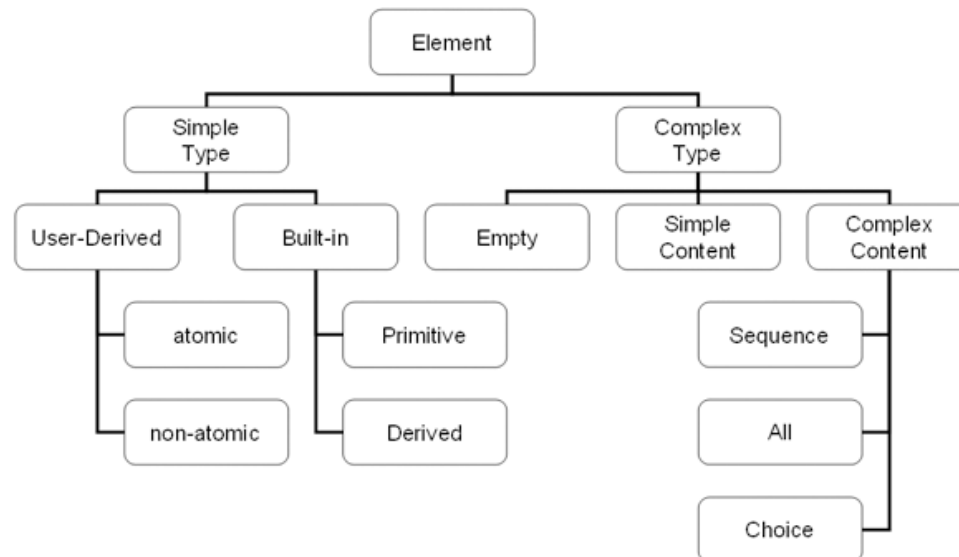 Element
Simple
Type
Complex
Type
User-Derived
Built-in
Empty
Simple
Content
Complex
Content
atomic
Primitive
Sequence
non-atomic
Derived
All
Choice